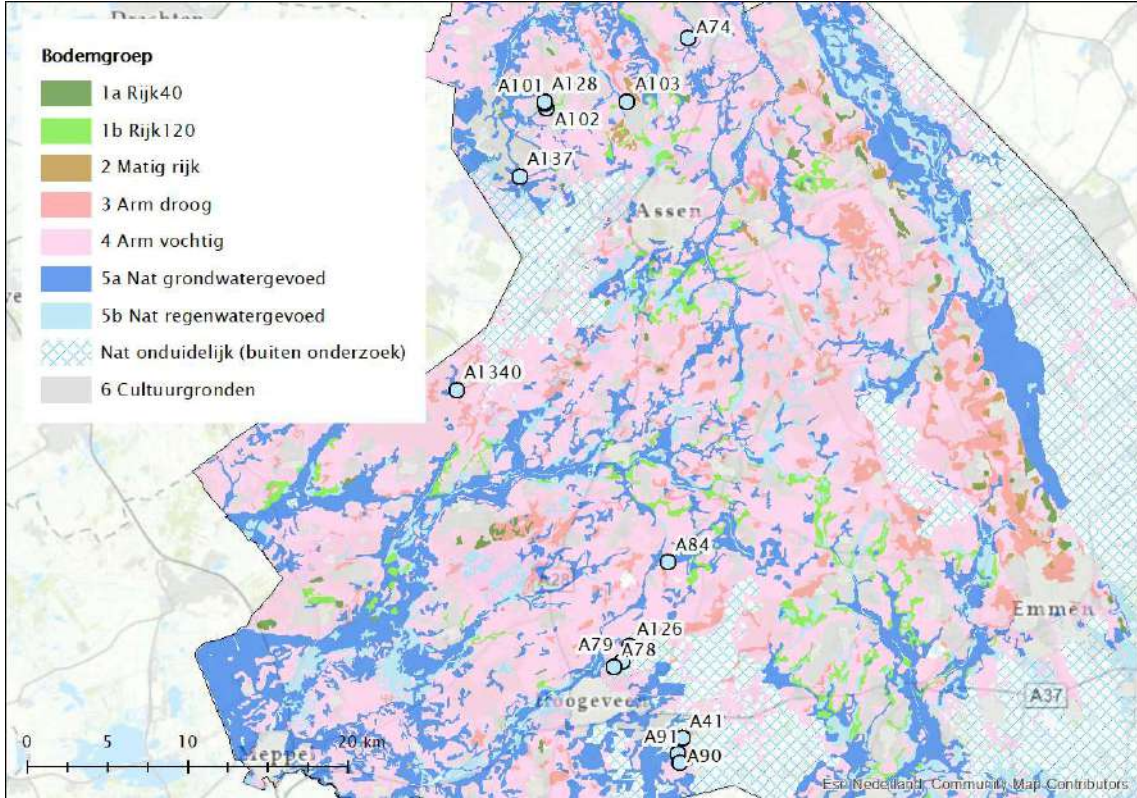 Drachten
Bodemgroep
1a Rijk40
1b Rijk120
2 Matig rijk
3 Arm droog
4 Arm vochtig
5a Nat grondwatergevoed
5b Nat regenwatergevoed
Nat onduidelijk (buiten onderzoek)
6 Cultuurgronden
A74
A101
A128
A103
A102
A137
Assen
A1340
A84
A28
A126
A79
A78
Emmen
Hoogeveen
A37
A41
A91
A90
Meppel
0 5 10 20 km
Esri Nederland, Community Map Contributors